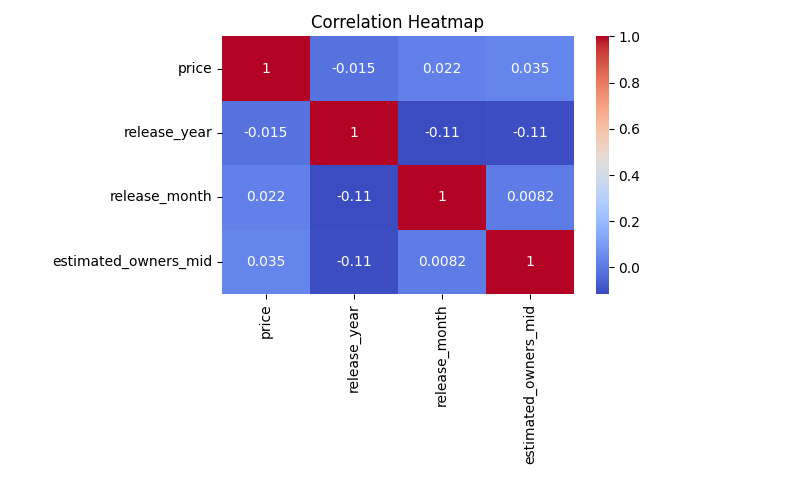 Correlation Heatmap
price
1
-0.015
0.022
0.035
release_year
-0.015
1
-0.11
-0.11
release_month
0.022
-0.11
1
0.0082
estimated_owners_mid
0.035
-0.11
0.0082
1
price
release_year
release_month
estimated_owners_mid
1.0
0.8
0.6
0.4
0.2
0.0